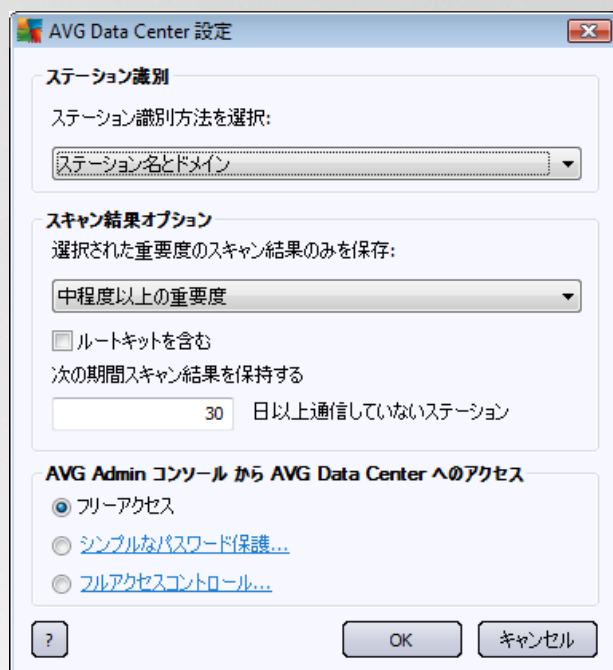 AVG Data Center 設定
ステーション識別
ステーション識別方法を選択:
ステーション名とドメイン
スキャン結果オプション
選択された重要度のスキャン結果のみを保存:
中程度以上の重要度
ルートキットを含む
次の期間スキャン結果を保持する
30 日以上通信していないステーション
AVG Admin コンソール から AVG Data Center へのアクセス
フリーアクセス
シンプルなパスワード保護...
フルアクセスコントロール...
? OK キャンセル